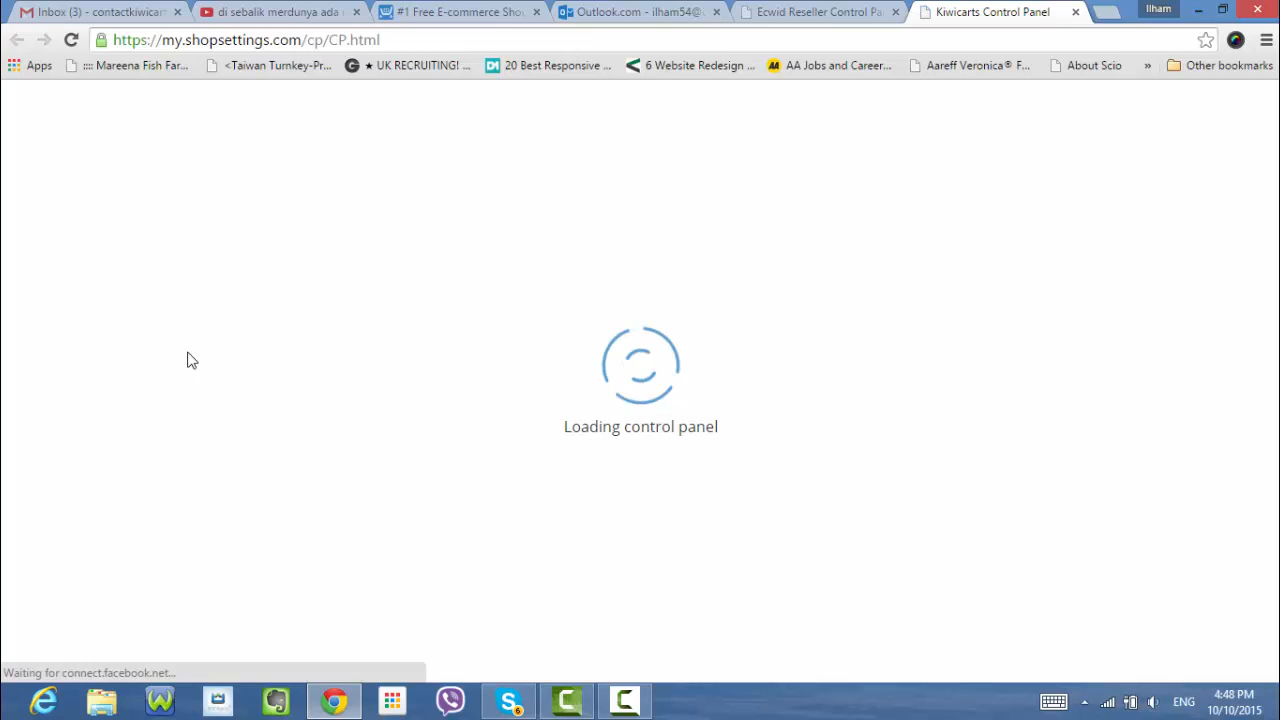 Inbox (3) - contactkiwicar
di sebalik merdunya ada
#1 Free E-commerce Sho
Outlook.com - ilham54@
Ecwid Reseller Control Pa
Kiwicarts Control Panel
Ilham
https://my.shopsettings.com/cp/CP.html
Apps
:::: Mareena Fish Far...
<Taiwan Turnkey-Pr...
★ UK RECRUITING! ...
20 Best Responsive ...
6 Website Redesign ...
AA Jobs and Career...
Aareff Veronica® F...
About Scio
»
Other bookmarks
Loading control panel
Waiting for connect.facebook.net...
6
ENG
4:48 PM
10/10/2015